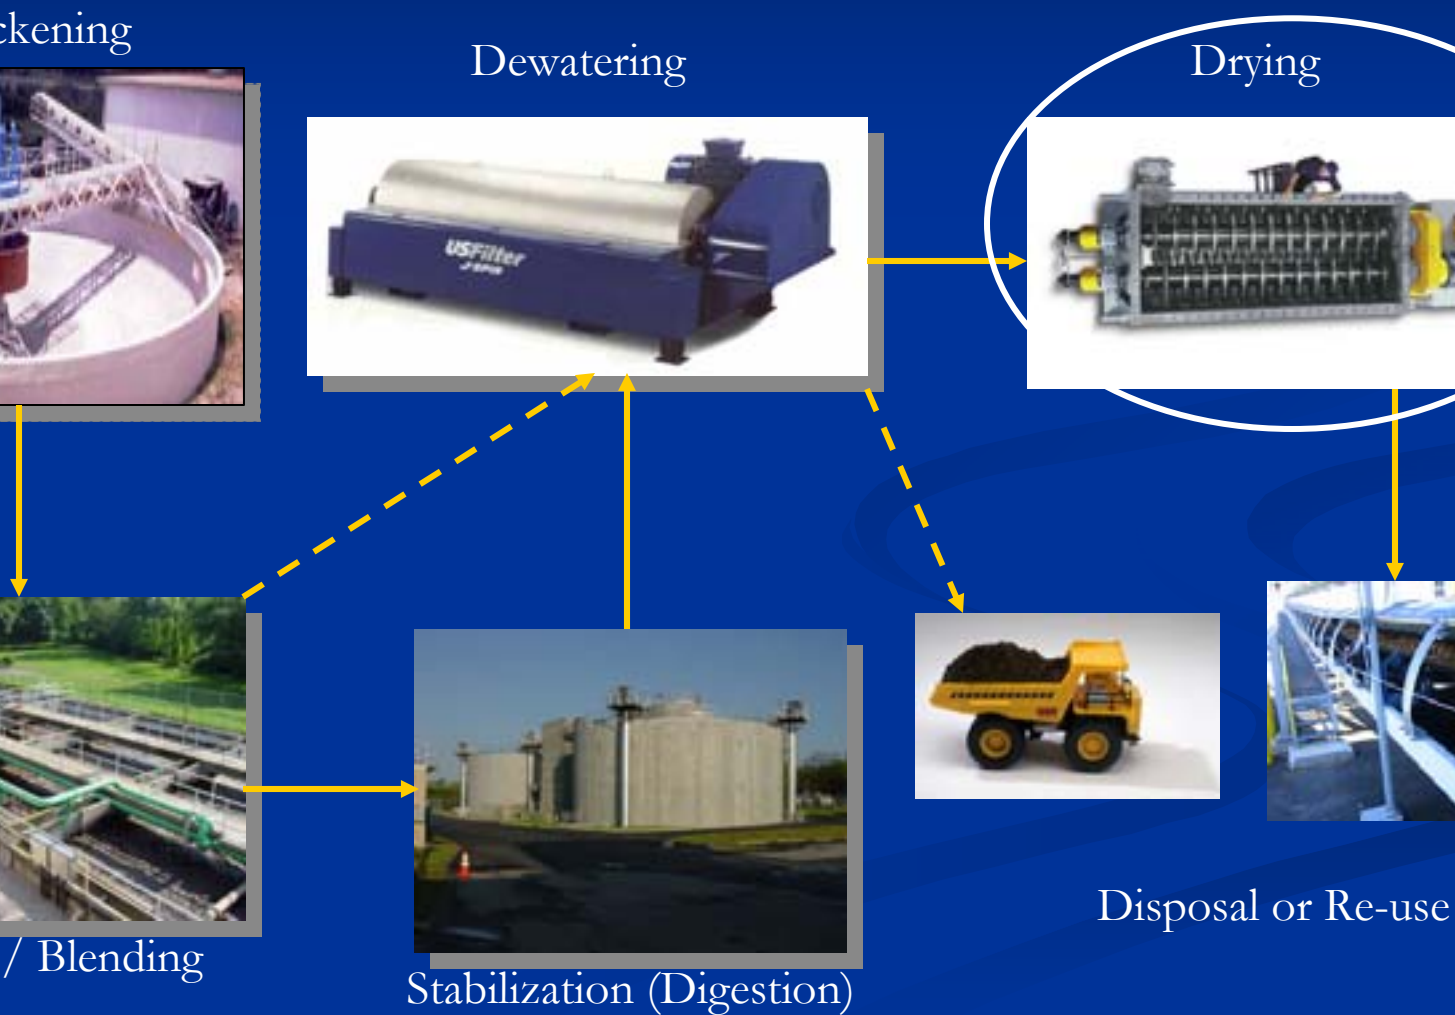 ckening
Dewatering
Drying
USFilter
/ Blending
Stabilization (Digestion)
Disposal or Re-use